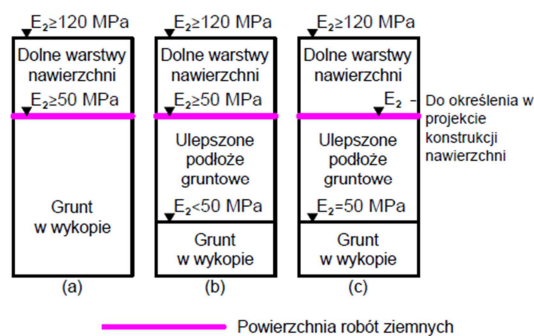 E₂≥120 MPa
E₂≥120 MPa
E₂≥120 MPa
Dolne warstwy
nawierzchni
Dolne warstwy
nawierzchni
Dolne warstwy
nawierzchni
E₂≥50 MPa
E₂≥50 MPa
E₂ – Do określenia w
projekcie
konstrukcji
nawierzchni
Ulepszone
podłoże
gruntowe
Ulepszone
podłoże
gruntowe
Grunt
w wykopie
E₂<50 MPa
E₂=50 MPa
Grunt
w wykopie
Grunt
w wykopie
(a)
(b)
(c)
Powierzchnia robót ziemnych